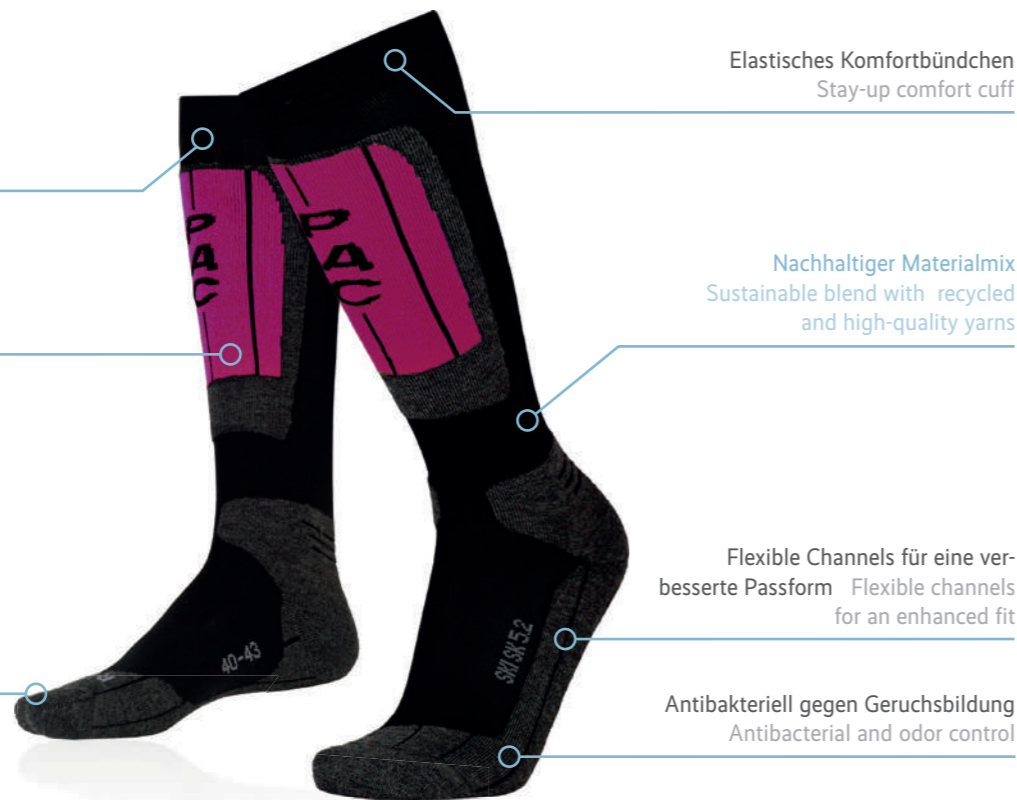 Elastisches Komfortbündchen
Stay-up comfort cuff
P
A
C
P
A
C
Nachhaltiger Materialmix
Sustainable blend with recycled
and high-quality yarns
Flexible Channels für eine ver-
besserte Passform Flexible channels
for an enhanced fit
40-43
SKI SK 5.2
Antibakteriell gegen Geruchsbildung
Antibacterial and odor control